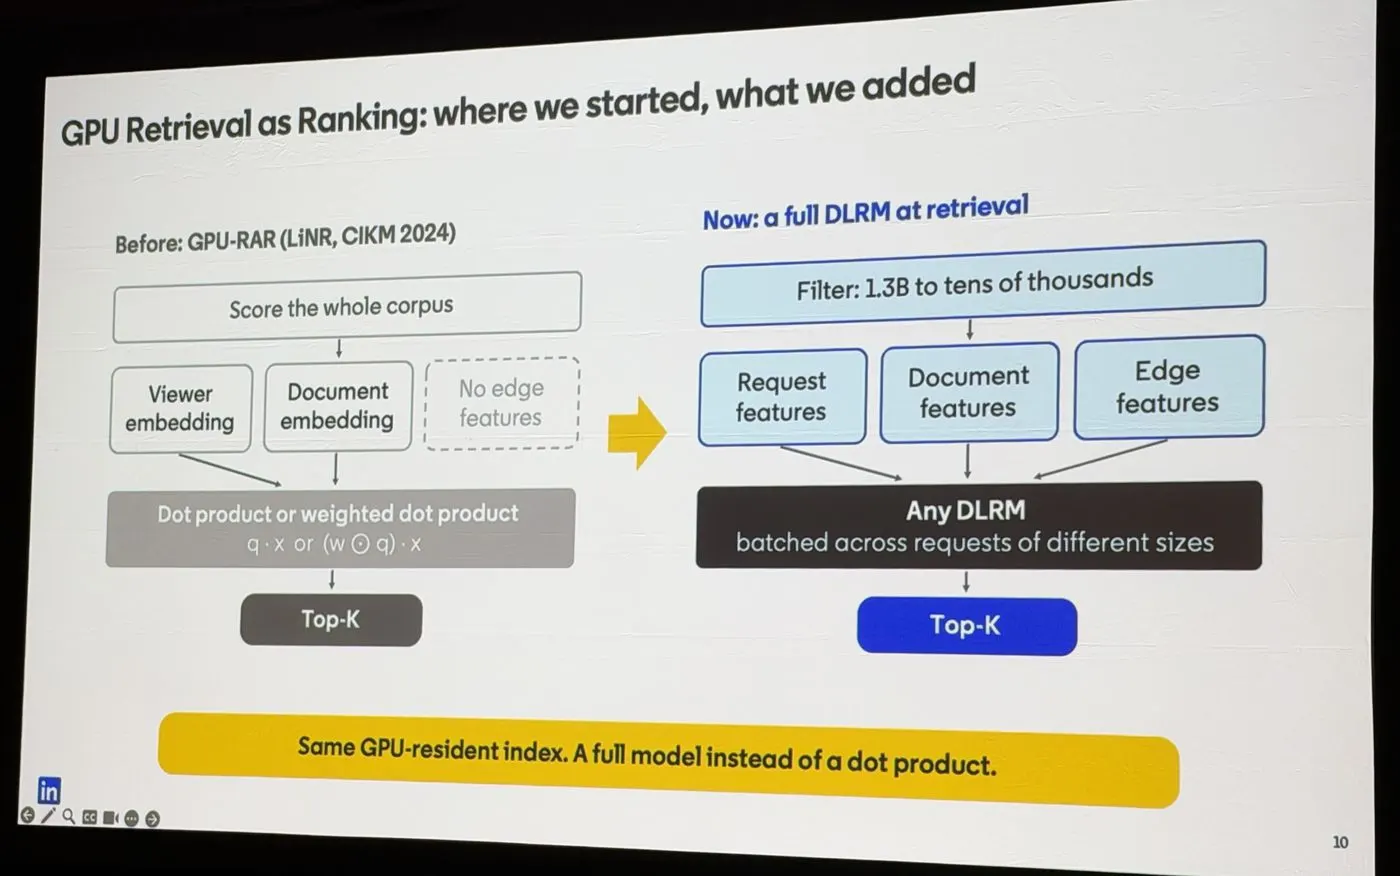 GPU Retrieval as Ranking: where we started, what we added
Before: GPU-RAR (LiNR, CIKM 2024)
Score the whole corpus
Viewer
embedding
Document
embedding
No edge
features
Dot product or weighted dot product
q · x or (w ⊙ q) · x
Top-K
Now: a full DLRM at retrieval
Filter: 1.3B to tens of thousands
Request
features
Document
features
Edge
features
Any DLRM
batched across requests of different sizes
Top-K
Same GPU-resident index. A full model instead of a dot product.
in
CC
10